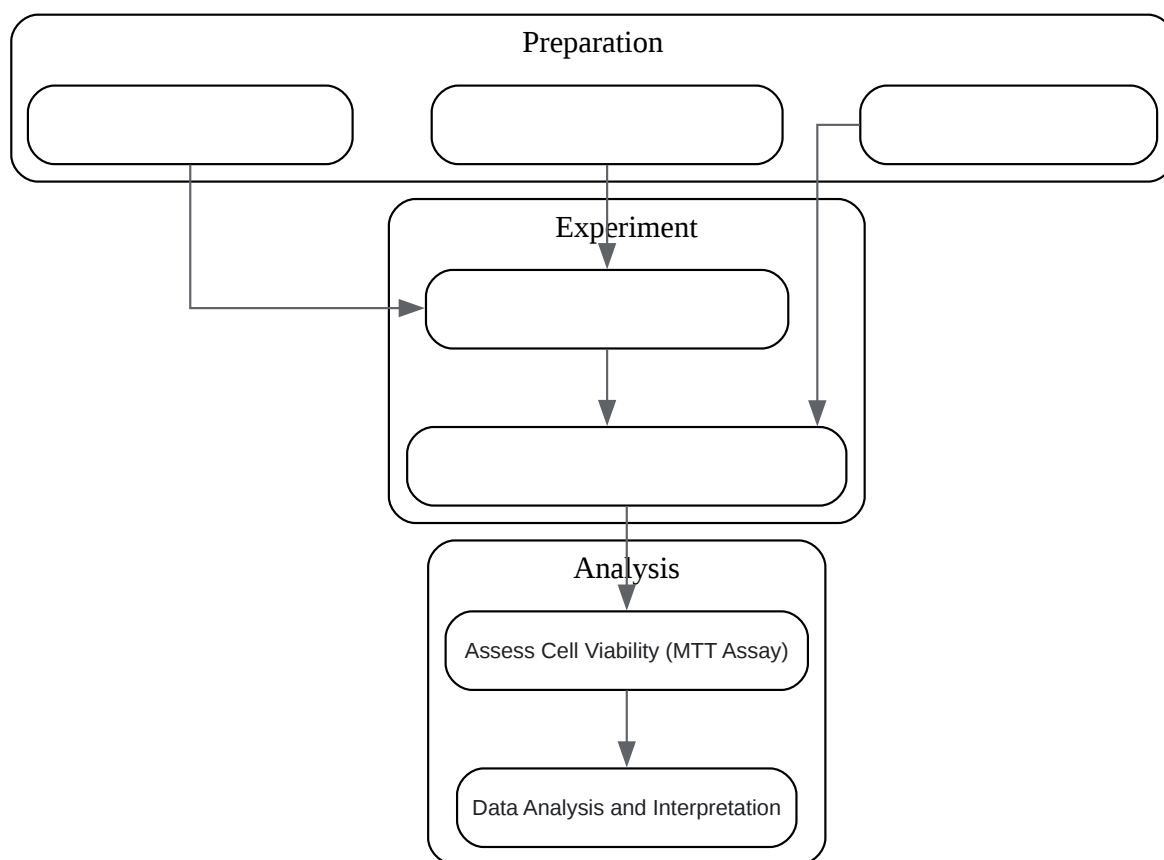 Preparation
Experiment
Analysis
Assess Cell Viability (MTT Assay)
Data Analysis and Interpretation